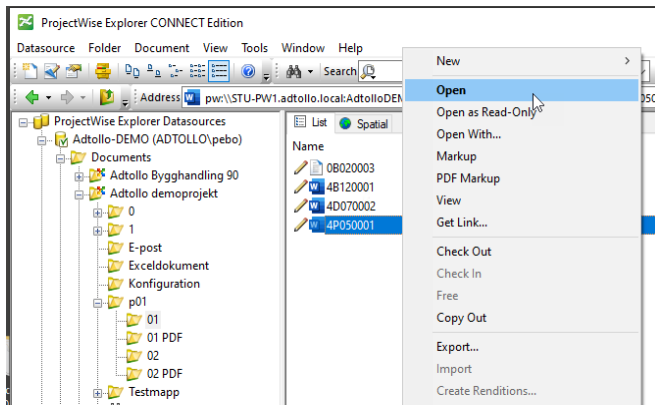 ProjectWise Explorer CONNECT Edition
Datasource Folder Document View Tools Window Help
Search
Address pw:\\STU-PW1.adtollo.local:AdtolloDEM
ProjectWise Explorer Datasources
Adtollo-DEMO (ADTOLLO\pebo)
Documents
Adtollo Bygghandling 90
Adtollo demoprojekt
0
1
E-post
Exceldokument
Konfiguration
p01
01
01 PDF
02
02 PDF
Testmapp
List Spatial
Name
0B020003
4B120001
4D070002
4P050001
New
Open
Open as Read-Only
Open With...
Markup
PDF Markup
View
Get Link...
Check Out
Check In
Free
Copy Out
Export...
Import
Create Renditions...